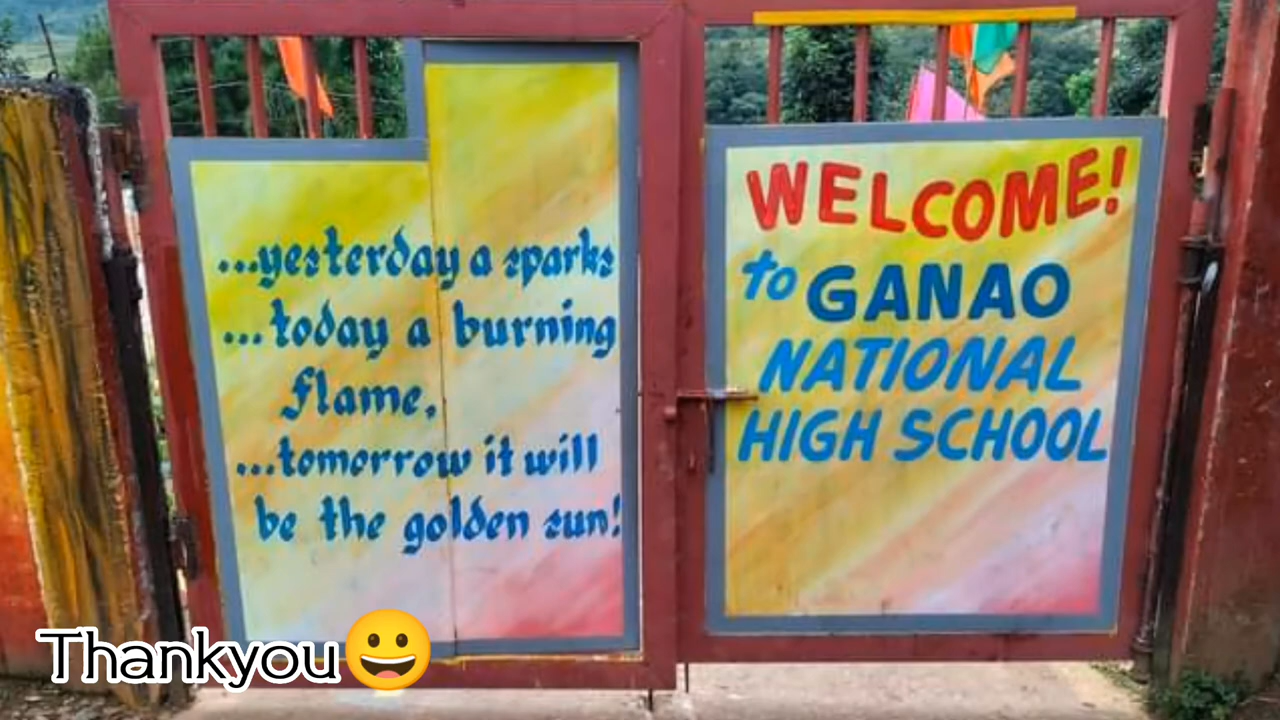 ...yesterday a sparks
...today a burning
flame,
...tomorrow it will
be the golden sun!
WELCOME!
to GANAO
NATIONAL
HIGH SCHOOL
Thankyou😀